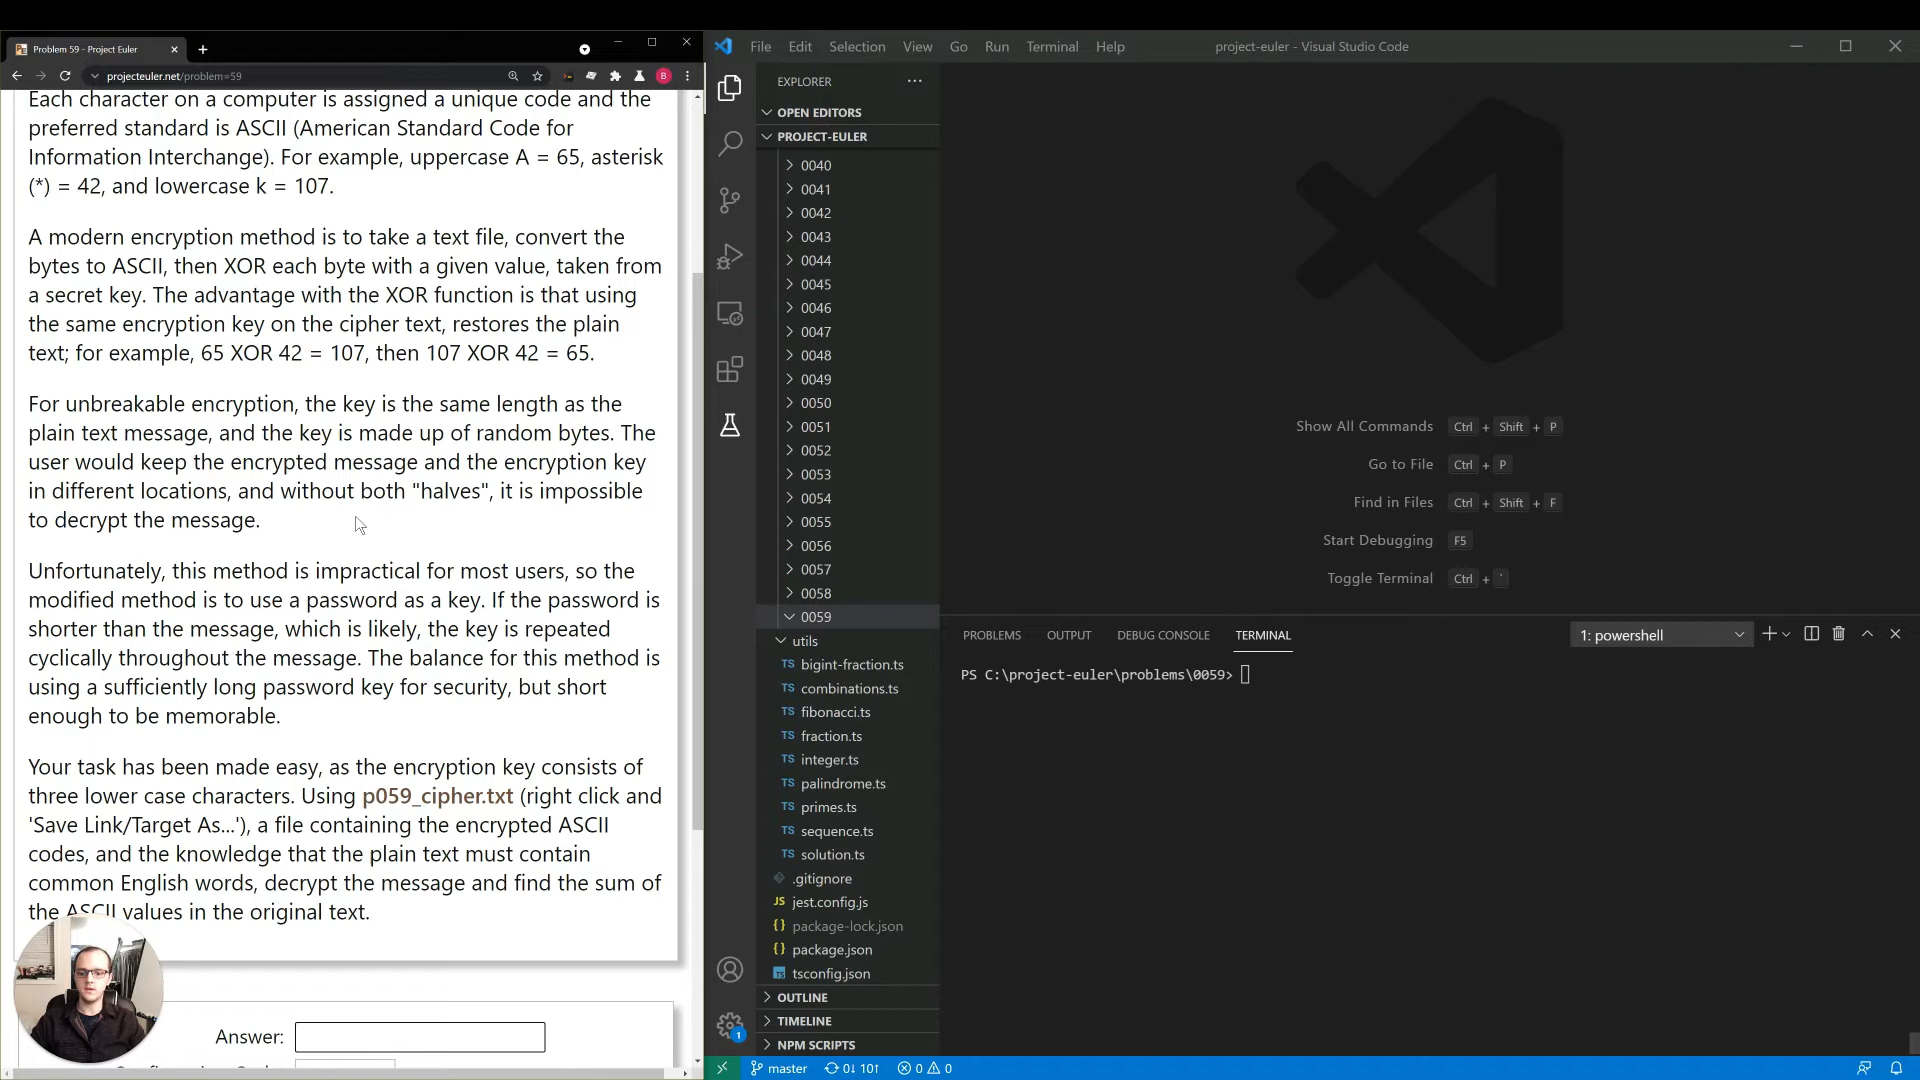 Problem 59 - Project Euler
projecteuler.net/problem=59
B
Each character on a computer is assigned a unique code and the
preferred standard is ASCII (American Standard Code for
Information Interchange). For example, uppercase A = 65, asterisk
(*) = 42, and lowercase k = 107.
A modern encryption method is to take a text file, convert the
bytes to ASCII, then XOR each byte with a given value, taken from
a secret key. The advantage with the XOR function is that using
the same encryption key on the cipher text, restores the plain
text; for example, 65 XOR 42 = 107, then 107 XOR 42 = 65.
For unbreakable encryption, the key is the same length as the
plain text message, and the key is made up of random bytes. The
user would keep the encrypted message and the encryption key
in different locations, and without both "halves", it is impossible
to decrypt the message.
Unfortunately, this method is impractical for most users, so the
modified method is to use a password as a key. If the password is
shorter than the message, which is likely, the key is repeated
cyclically throughout the message. The balance for this method is
using a sufficiently long password key for security, but short
enough to be memorable.
Your task has been made easy, as the encryption key consists of
three lower case characters. Using p059_cipher.txt (right click and
'Save Link/Target As...'), a file containing the encrypted ASCII
codes, and the knowledge that the plain text must contain
common English words, decrypt the message and find the sum of
the ASCII values in the original text.
Answer:
File Edit Selection View Go Run Terminal Help
project-euler - Visual Studio Code
EXPLORER
OPEN EDITORS
PROJECT-EULER
0040
0041
0042
0043
0044
0045
0046
0047
0048
0049
0050
0051
0052
0053
0054
0055
0056
0057
0058
0059
utils
TS bigint-fraction.ts
TS combinations.ts
TS fibonacci.ts
TS fraction.ts
TS integer.ts
TS palindrome.ts
TS primes.ts
TS sequence.ts
TS solution.ts
.gitignore
JS jest.config.js
{} package-lock.json
{} package.json
TS tsconfig.json
OUTLINE
TIMELINE
NPM SCRIPTS
1
Show All Commands Ctrl + Shift + P
Go to File Ctrl + P
Find in Files Ctrl + Shift + F
Start Debugging F5
Toggle Terminal Ctrl + `
PROBLEMS OUTPUT DEBUG CONSOLE TERMINAL
1: powershell
PS C:\project-euler\problems\0059>
master 0↓ 10↑ 0 0